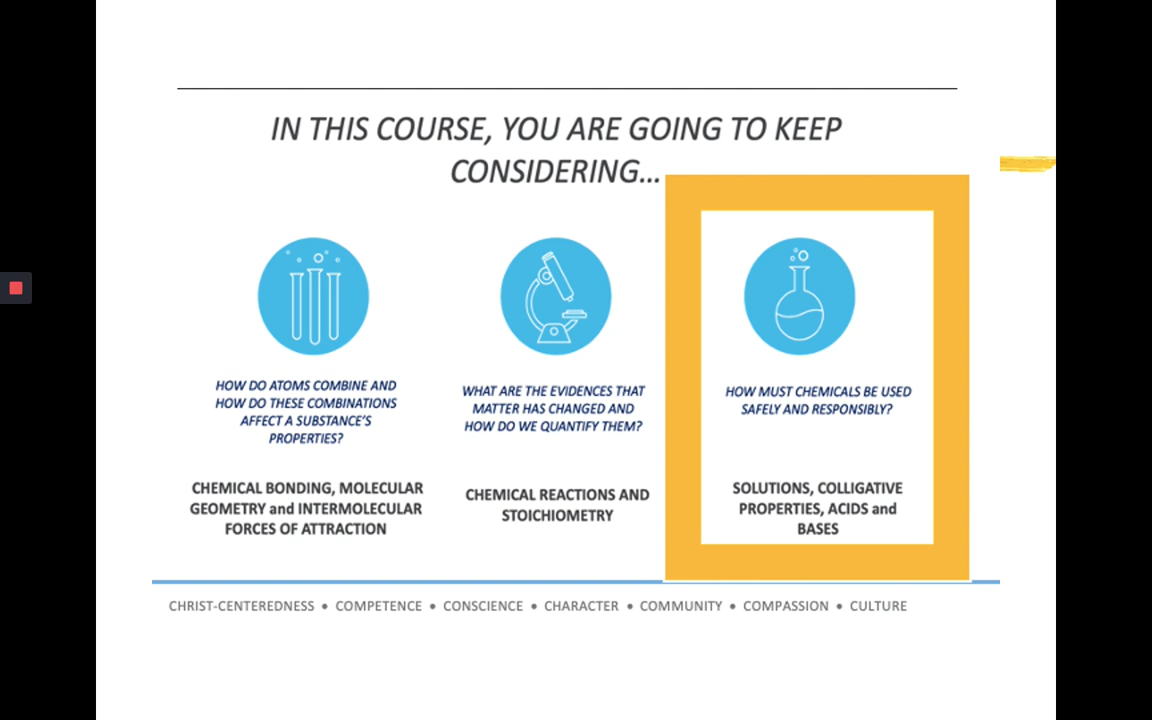 IN THIS COURSE, YOU ARE GOING TO KEEP
CONSIDERING...
HOW DO ATOMS COMBINE AND
HOW DO THESE COMBINATIONS
AFFECT A SUBSTANCE'S
PROPERTIES?
CHEMICAL BONDING, MOLECULAR
GEOMETRY and INTERMOLECULAR
FORCES OF ATTRACTION
WHAT ARE THE EVIDENCES THAT
MATTER HAS CHANGED AND
HOW DO WE QUANTIFY THEM?
CHEMICAL REACTIONS AND
STOICHIOMETRY
HOW MUST CHEMICALS BE USED
SAFELY AND RESPONSIBLY?
SOLUTIONS, COLLIGATIVE
PROPERTIES, ACIDS and
BASES
CHRIST-CENTEREDNESS • COMPETENCE • CONSCIENCE • CHARACTER • COMMUNITY • COMPASSION • CULTURE